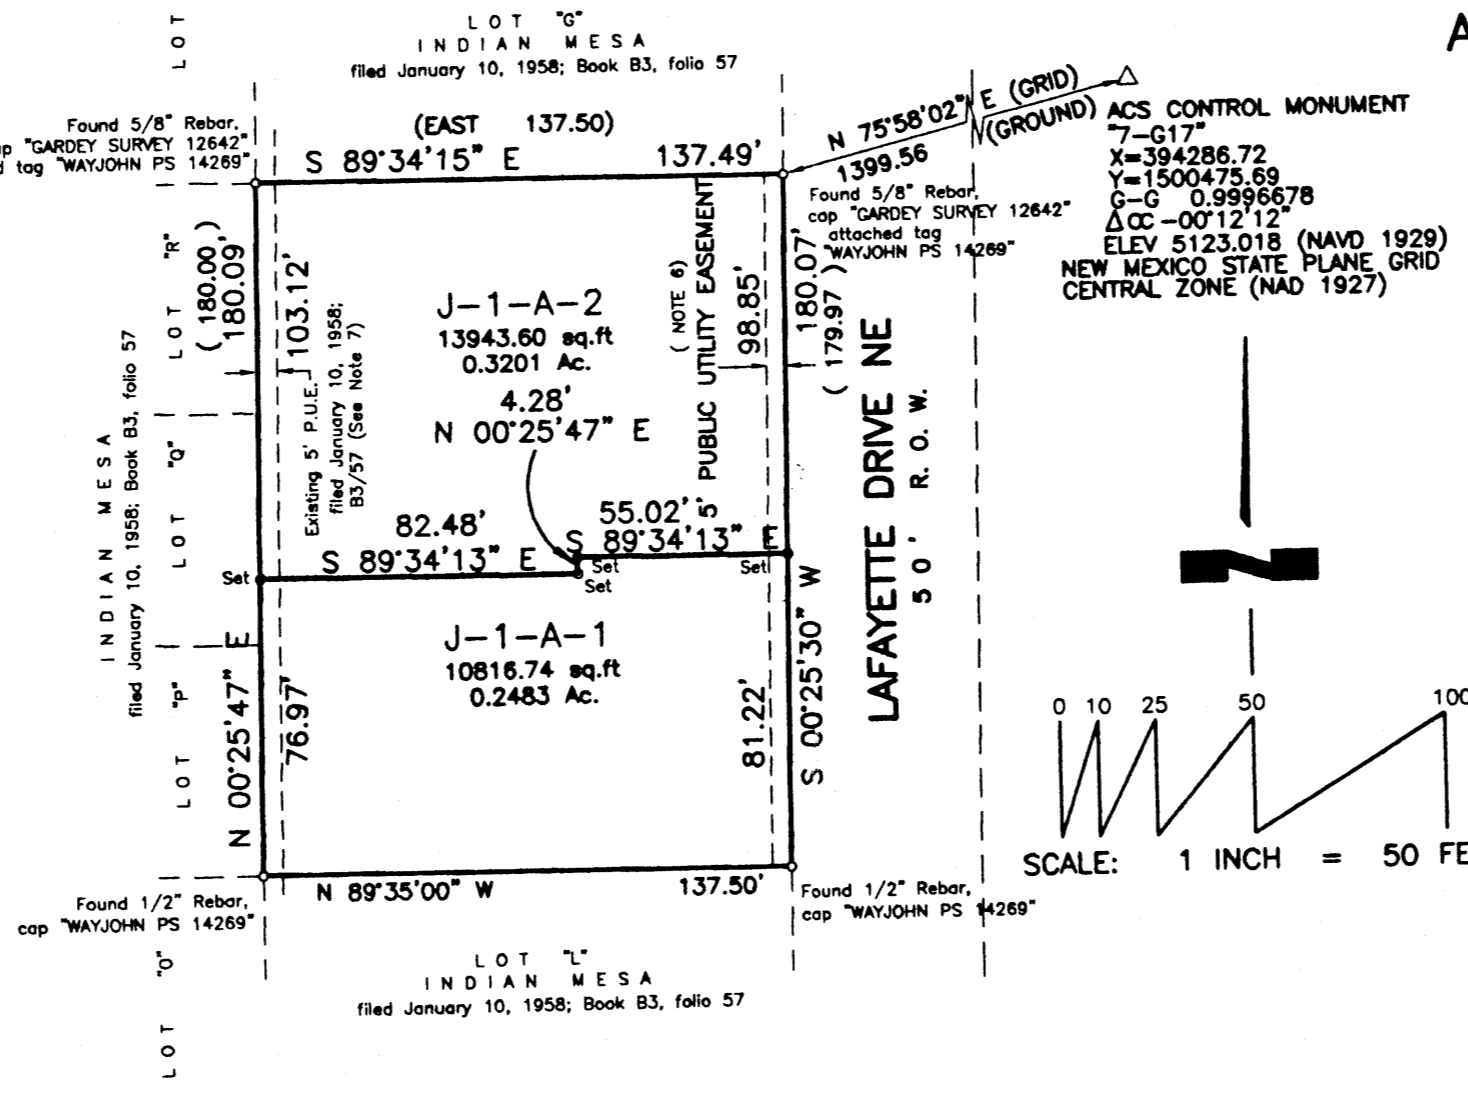 LOT "G"
INDIAN MESA
filed January 10, 1958; Book B3, folio 57
LOT
A
Found 5/8" Rebar,
"GARDEY SURVEY 12642"
tag "WAYJOHN PS 14269"
(EAST 137.50)
S 89°34'15" E 137.49'
N 75°58'02" E (GRID)
1399.56 (GROUND)
ACS CONTROL MONUMENT
"7-G17"
X=394286.72
Y=1500475.69
G-G 0.9996678
Δ∝ -00°12'12"
ELEV 5123.018 (NAVD 1929)
NEW MEXICO STATE PLANE GRID
CENTRAL ZONE (NAD 1927)
Found 5/8" Rebar,
cap "GARDEY SURVEY 12642"
attached tag
"WAYJOHN PS 14269"
INDIAN MESA
filed January 10, 1958; Book B3, folio 57
LOT "R"
LOT "Q"
LOT "P"
LOT "O"
(180.00')
180.09'
103.12'
Existing 5' P.U.E.
filed January 10, 1958;
B3/57 (See Note 7)
J-1-A-2
13943.60 sq.ft
0.3201 Ac.
4.28'
N 00°25'47" E
(NOTE 6)
5' PUBLIC UTILITY EASEMENT
98.85'
180.07'
(179.97)
LAFAYETTE DRIVE NE
50' R.O.W.
82.48'
S 89°34'13" E
55.02'
S 89°34'13" E
Set
Set
Set
Set
J-1-A-1
10816.74 sq.ft
0.2483 Ac.
N 00°25'47" E
76.97'
81.22'
S 00°25'30" W
N
0 10 25 50 100
SCALE: 1 INCH = 50 FE
N 89°35'00" W 137.50'
Found 1/2" Rebar,
cap "WAYJOHN PS 14269"
Found 1/2" Rebar,
cap "WAYJOHN PS 14269"
LOT "L"
INDIAN MESA
filed January 10, 1958; Book B3, folio 57
LOT